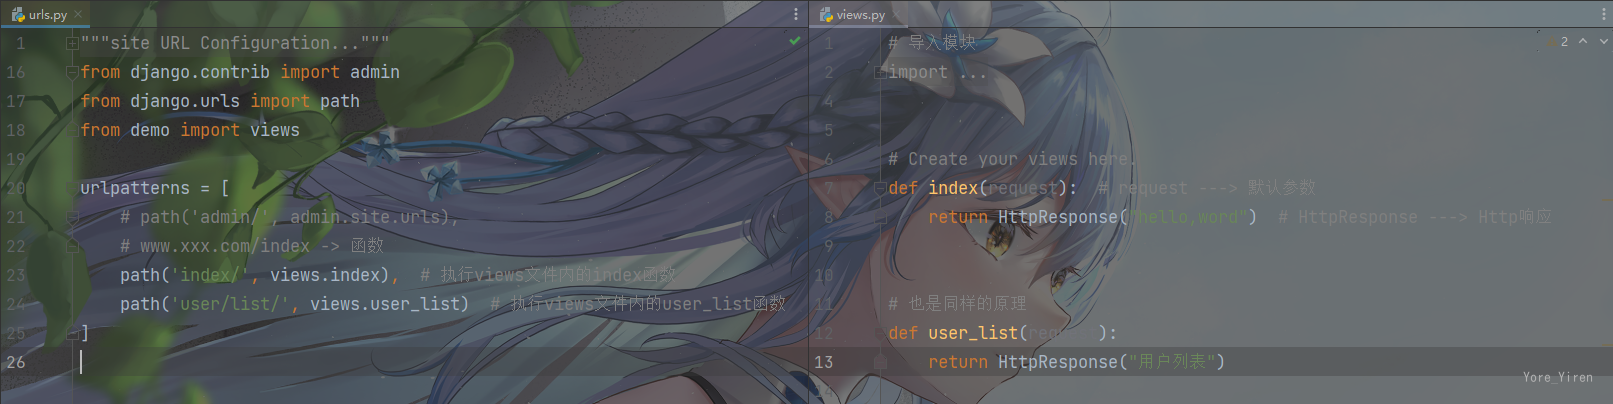 urls.py
1 """site URL Configuration..."""
16 from django.contrib import admin
17 from django.urls import path
18 from demo import views
19
20 urlpatterns = [
21 # path('admin/', admin.site.urls),
22 # www.xxx.com/index -> 函数
23 path('index/', views.index), # 执行views文件内的index函数
24 path('user/list/', views.user_list) # 执行views文件内的user_list函数
25 ]
26
views.py
2
1 # 导入模块
2 import ...
4
5
6 # Create your views here.
7 def index(request): # request ---> 默认参数
8 return HttpResponse("hello,word") # HttpResponse ---> Http响应
9
10
11 # 也是同样的原理
12 def user_list( ):
13 return HttpResponse("用户列表")
Yore_Yiren